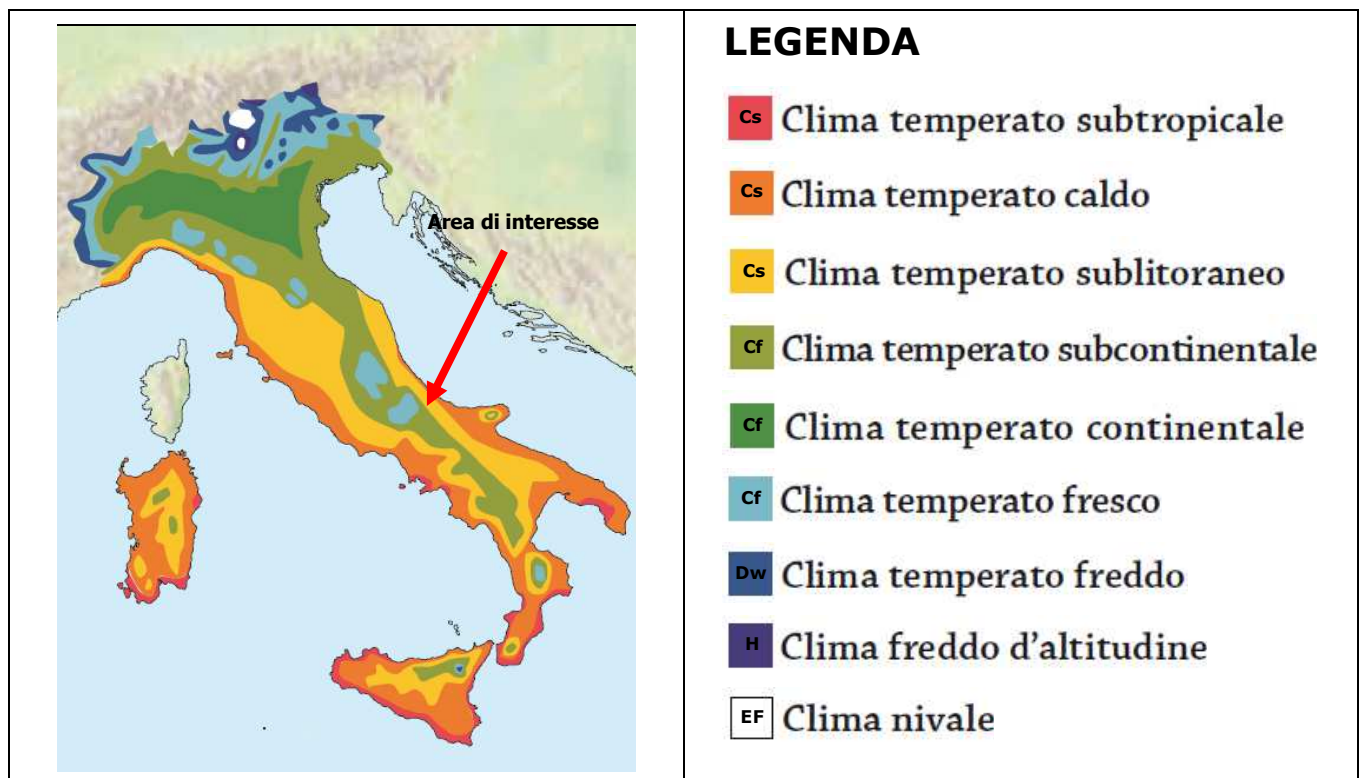 Area di interesse
LEGENDA
Cs Clima temperato subtropicale
Cs Clima temperato caldo
Cs Clima temperato sublitoraneo
Cf Clima temperato subcontinentale
Cf Clima temperato continentale
Cf Clima temperato fresco
Dw Clima temperato freddo
H Clima freddo d'altitudine
EF Clima nivale